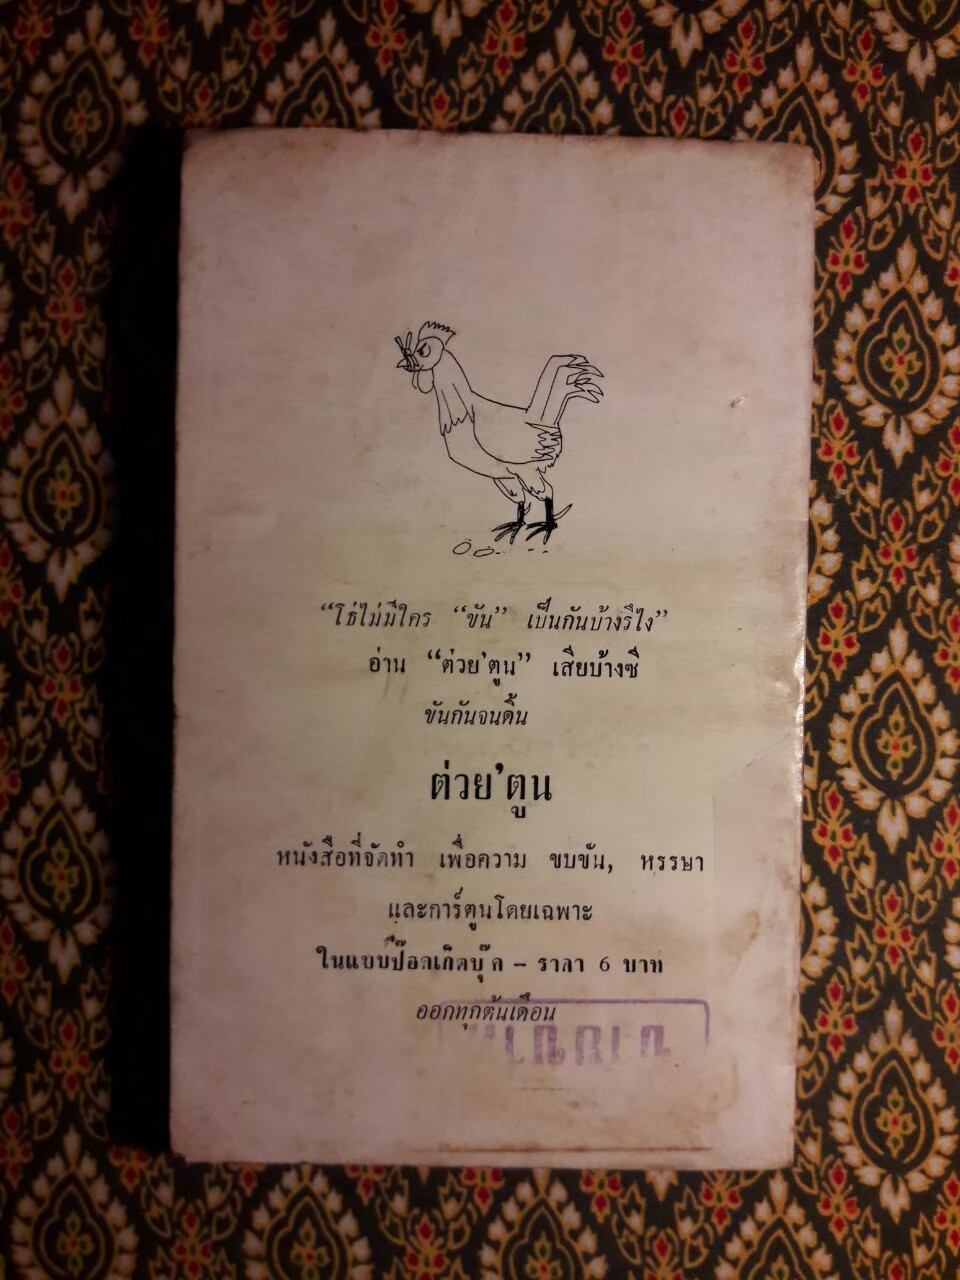 “โธ่ไม่มีใคร “ขัน” เป็นกันบ้างรึไง”
อ่าน “ต่วย'ตูน” เสียบ้างซี
ขันกันจนดิ้น
ต่วย'ตูน
หนังสือที่จัดทำ เพื่อความ ขบขัน, หรรษา
และการ์ตูนโดยเฉพาะ
ในแบบป๊อกเก็ตบุ๊ค – ราคา 6 บาท
ออกทุกต้นเดือน